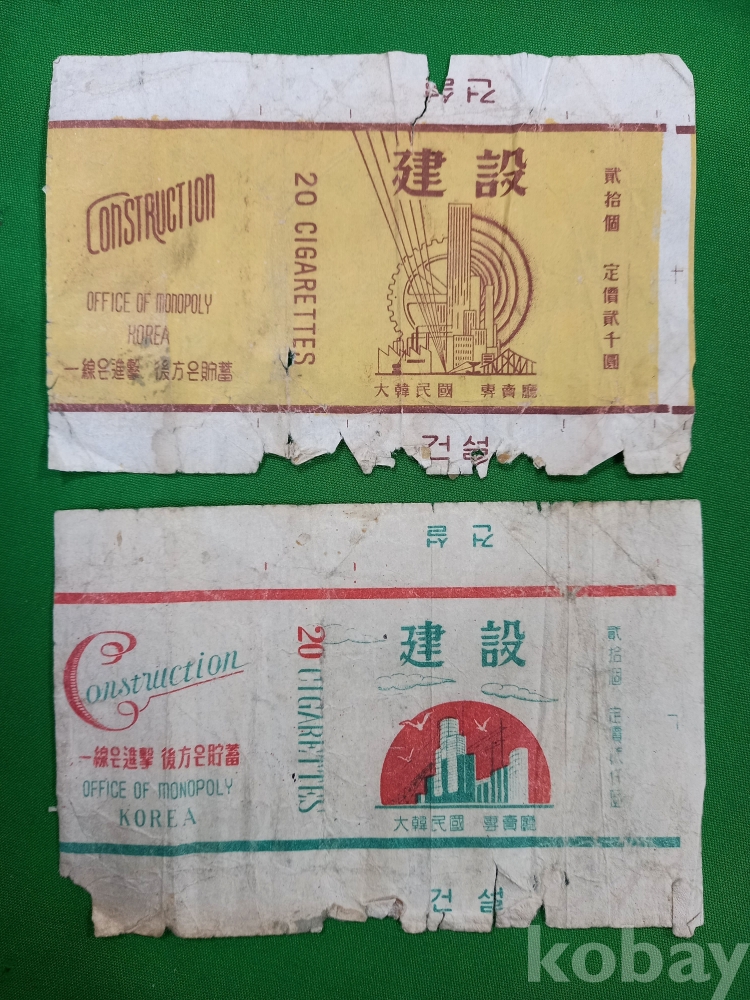 건설
建設
CONSTRUCTION
20 CIGARETTES
貳拾個 定價貳千圓
OFFICE OF MONOPOLY
KOREA
一線은進擊 後方은貯蓄
大韓民國 專賣廳
건설
건설
建設
Construction
20 CIGARETTES
貳拾個 定價
一線은進擊 後方은貯蓄
OFFICE OF MONOPOLY
KOREA
大韓民國 專賣廳
건설
kobay